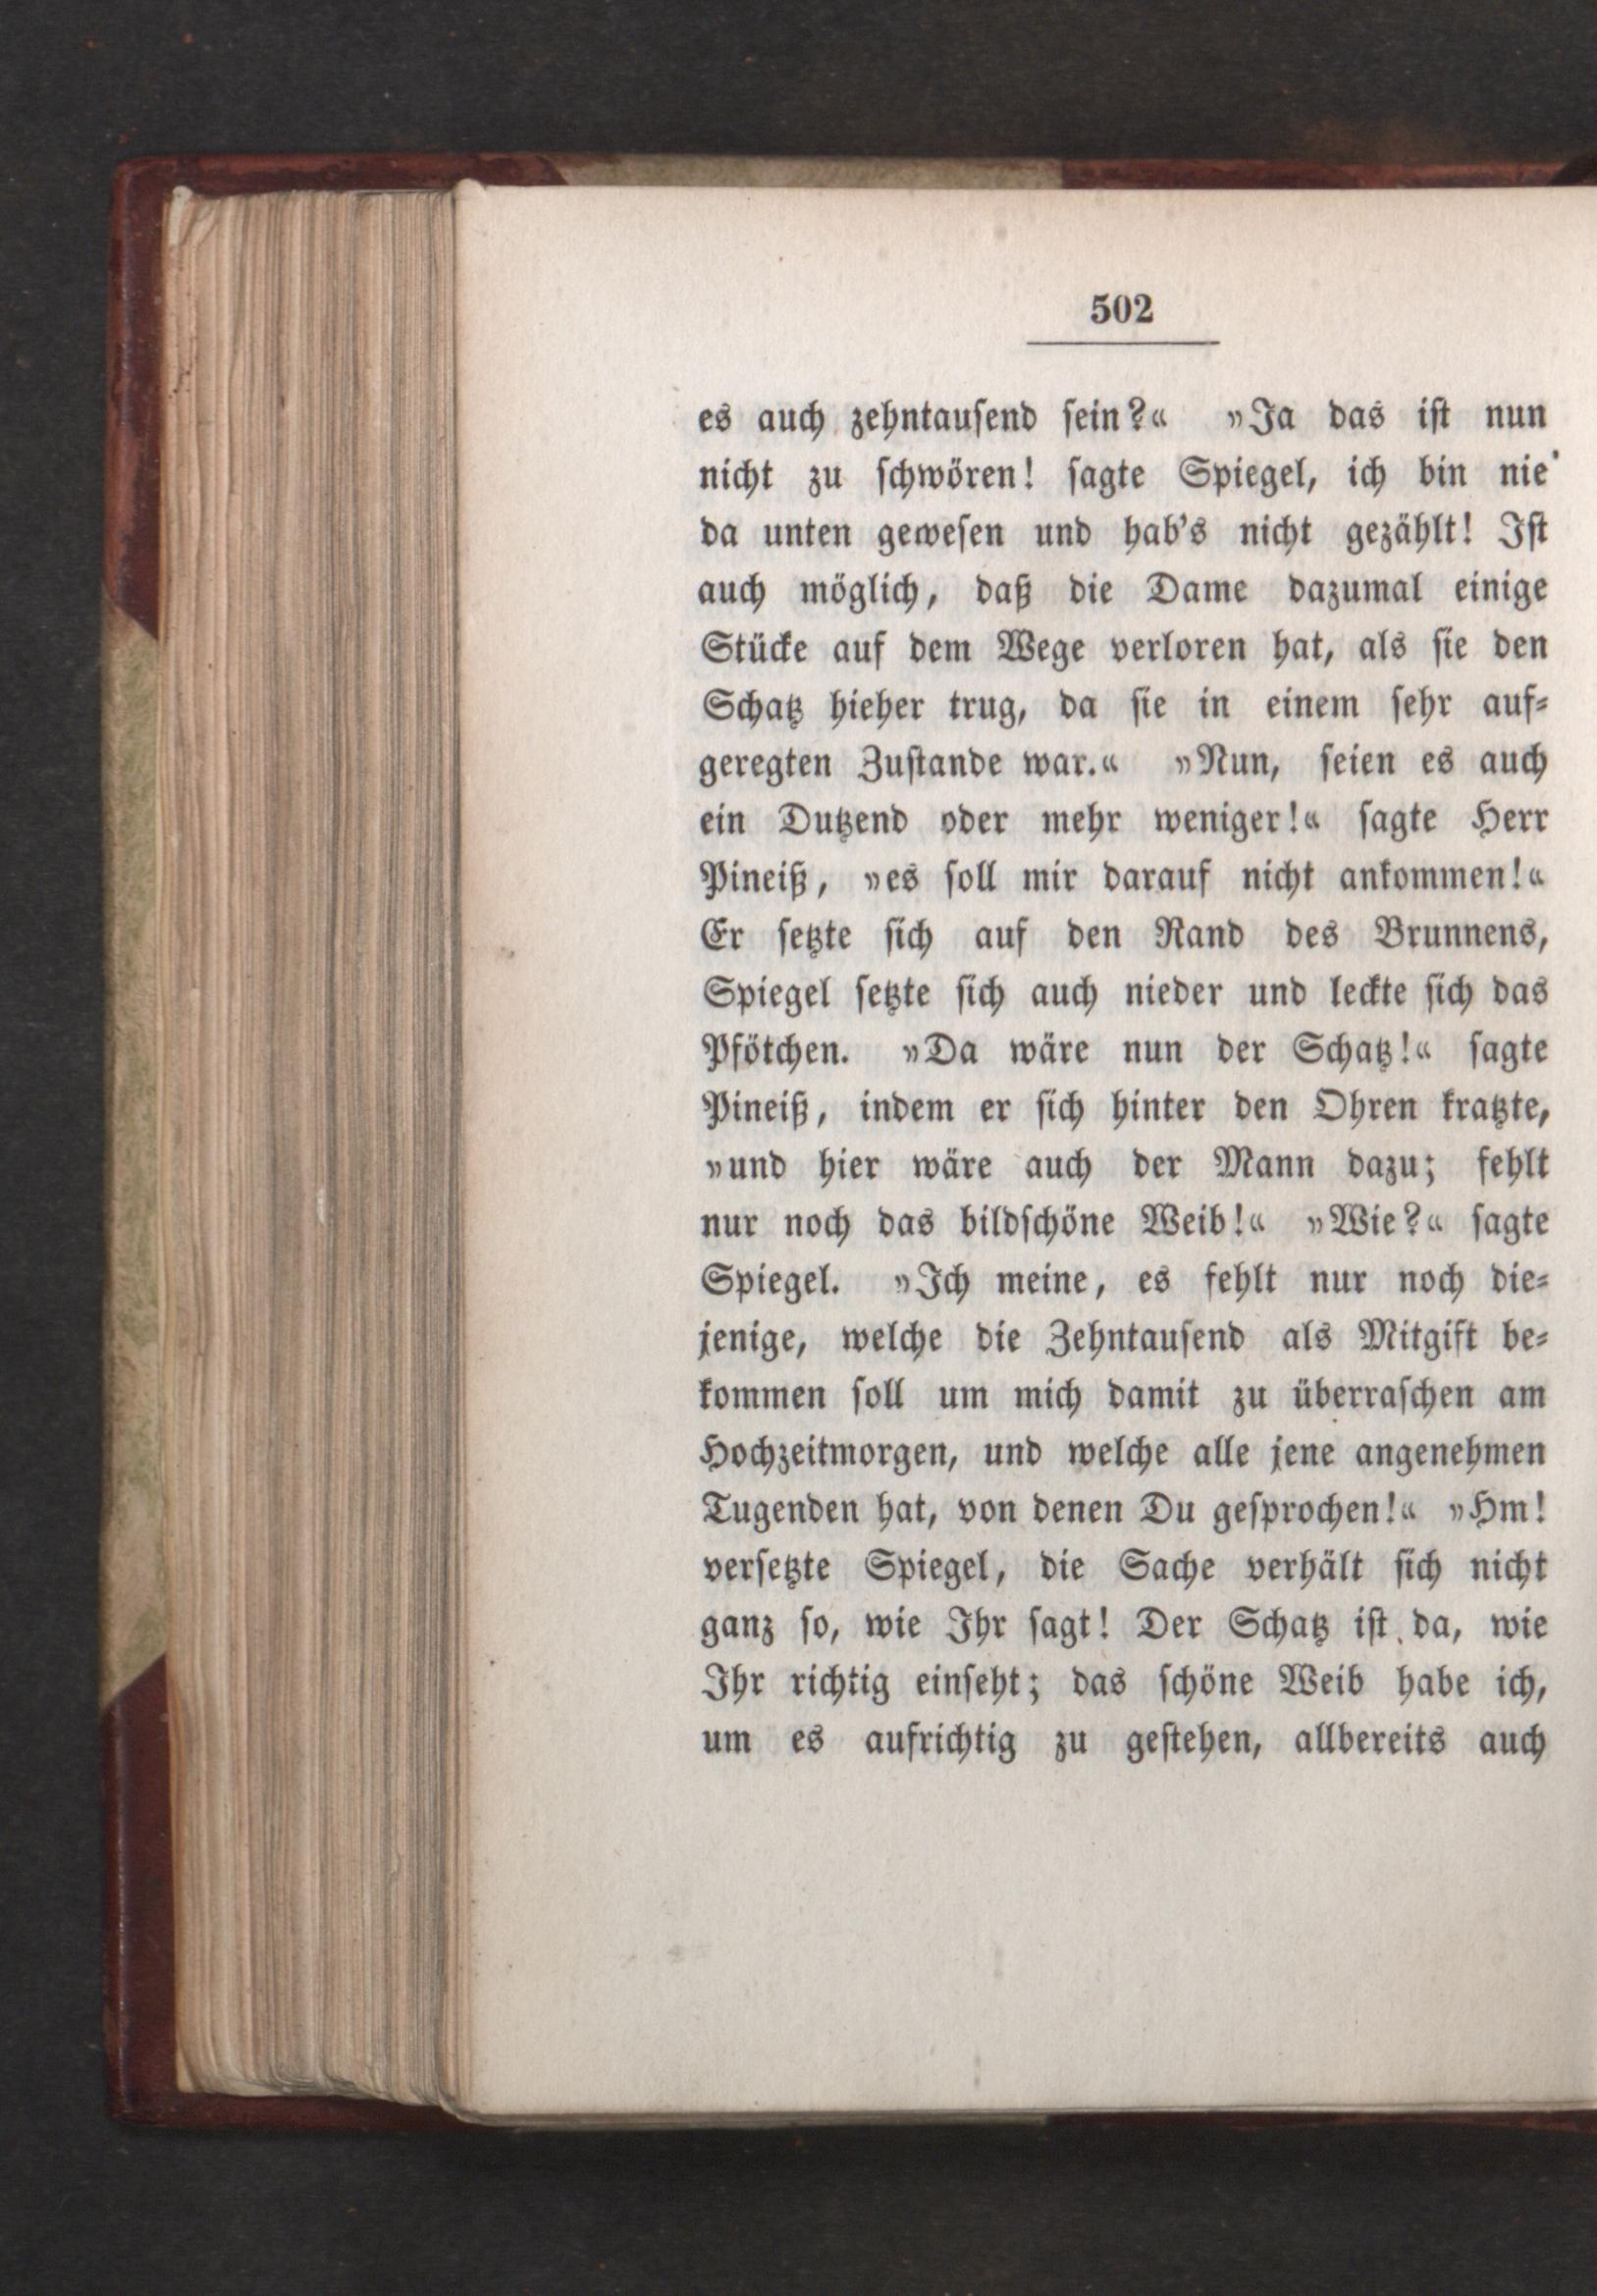 502
es auch zehntauſend ſein?« »Ja das iſt nun
nicht zu ſchwören! ſagte Spiegel, ich bin nie
da unten geweſen und hab's nicht gezählt! Iſt
auch möglich, daß die Dame dazumal einige
Stücke auf dem Wege verloren hat, als ſie den
Schatz hieher trug, da ſie in einem ſehr auf⸗
geregten Zuſtande war.« »Nun, ſeien es auch
ein Dutzend oder mehr weniger!« ſagte Herr
Pineiß, »es ſoll mir darauf nicht ankommen!«
Er ſetzte ſich auf den Rand des Brunnens,
Spiegel ſetzte ſich auch nieder und leckte ſich das
Pfötchen. »Da wäre nun der Schatz!« ſagte
Pineiß, indem er ſich hinter den Ohren kratzte,
»und hier wäre auch der Mann dazu; fehlt
nur noch das bildſchöne Weib!« »Wie?« ſagte
Spiegel. »Ich meine, es fehlt nur noch die⸗
jenige, welche die Zehntauſend als Mitgift be⸗
kommen ſoll um mich damit zu überraſchen am
Hochzeitmorgen, und welche alle jene angenehmen
Tugenden hat, von denen Du geſprochen!« »Hm!
verſetzte Spiegel, die Sache verhält ſich nicht
ganz ſo, wie Ihr ſagt! Der Schatz iſt da, wie
Ihr richtig einſeht; das ſchöne Weib habe ich,
um es aufrichtig zu geſtehen, allbereits auch